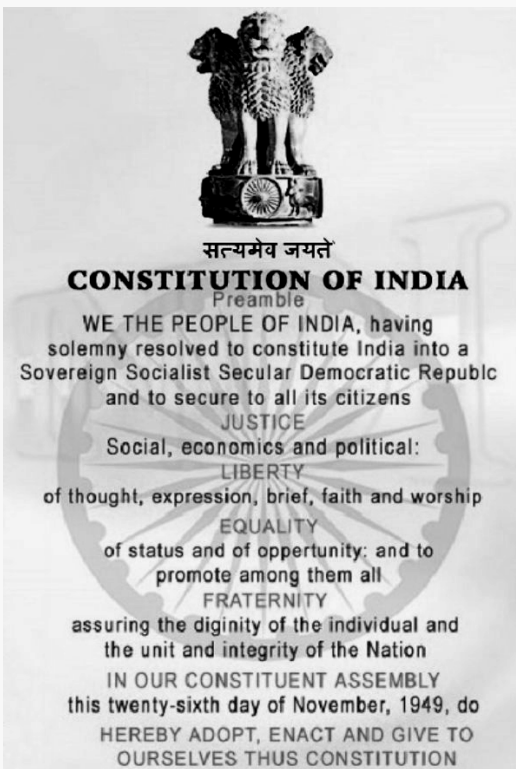 सत्यमेव जयते
CONSTITUTION OF INDIA
Preamble
WE THE PEOPLE OF INDIA, having
solemny resolved to constitute India into a
Sovereign Socialist Secular Democratic Republc
and to secure to all its citizens
JUSTICE
Social, economics and political:
LIBERTY
of thought, expression, brief, faith and worship
EQUALITY
of status and of oppertunity: and to
promote among them all
FRATERNITY
assuring the diginity of the individual and
the unit and integrity of the Nation
IN OUR CONSTITUENT ASSEMBLY
this twenty-sixth day of November, 1949, do
HEREBY ADOPT, ENACT AND GIVE TO
OURSELVES THUS CONSTITUTION